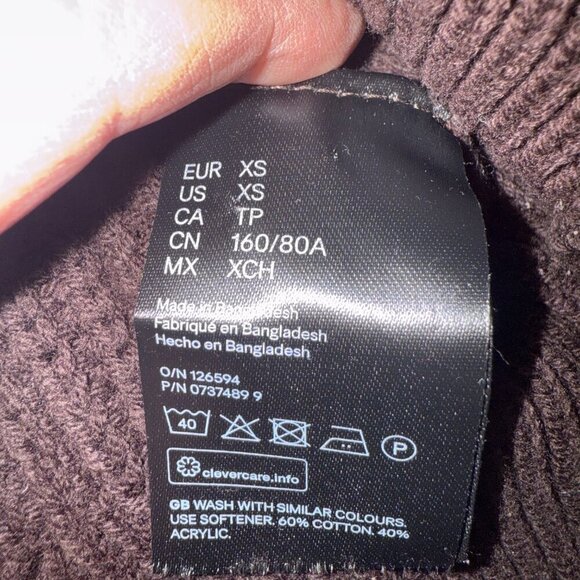 EUR XS
US XS
CA TP
CN 160/80A
MX XCH
Made in Bangladesh
Fabriqué en Bangladesh
Hecho en Bangladesh
O/N 126594
P/N 0737489 9
40 P
clevercare.info
GB WASH WITH SIMILAR COLOURS.
USE SOFTENER. 60% COTTON. 40%
ACRYLIC.